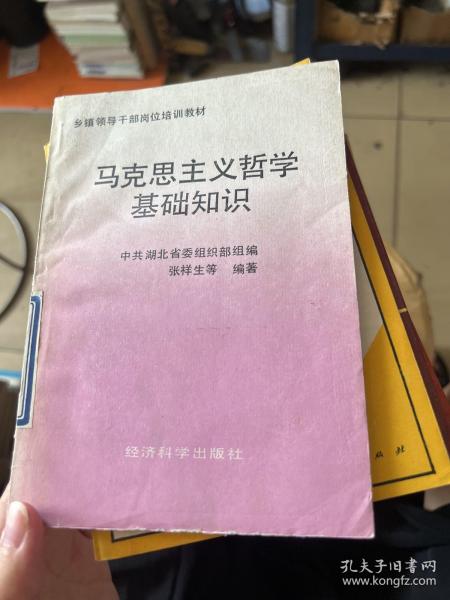 乡镇领导干部岗位培训教材
马克思主义哲学
基础知识
中共湖北省委组织部组编
张祥生等 编著
经济科学出版社
版社
孔夫子旧书网
www.kongfz.com